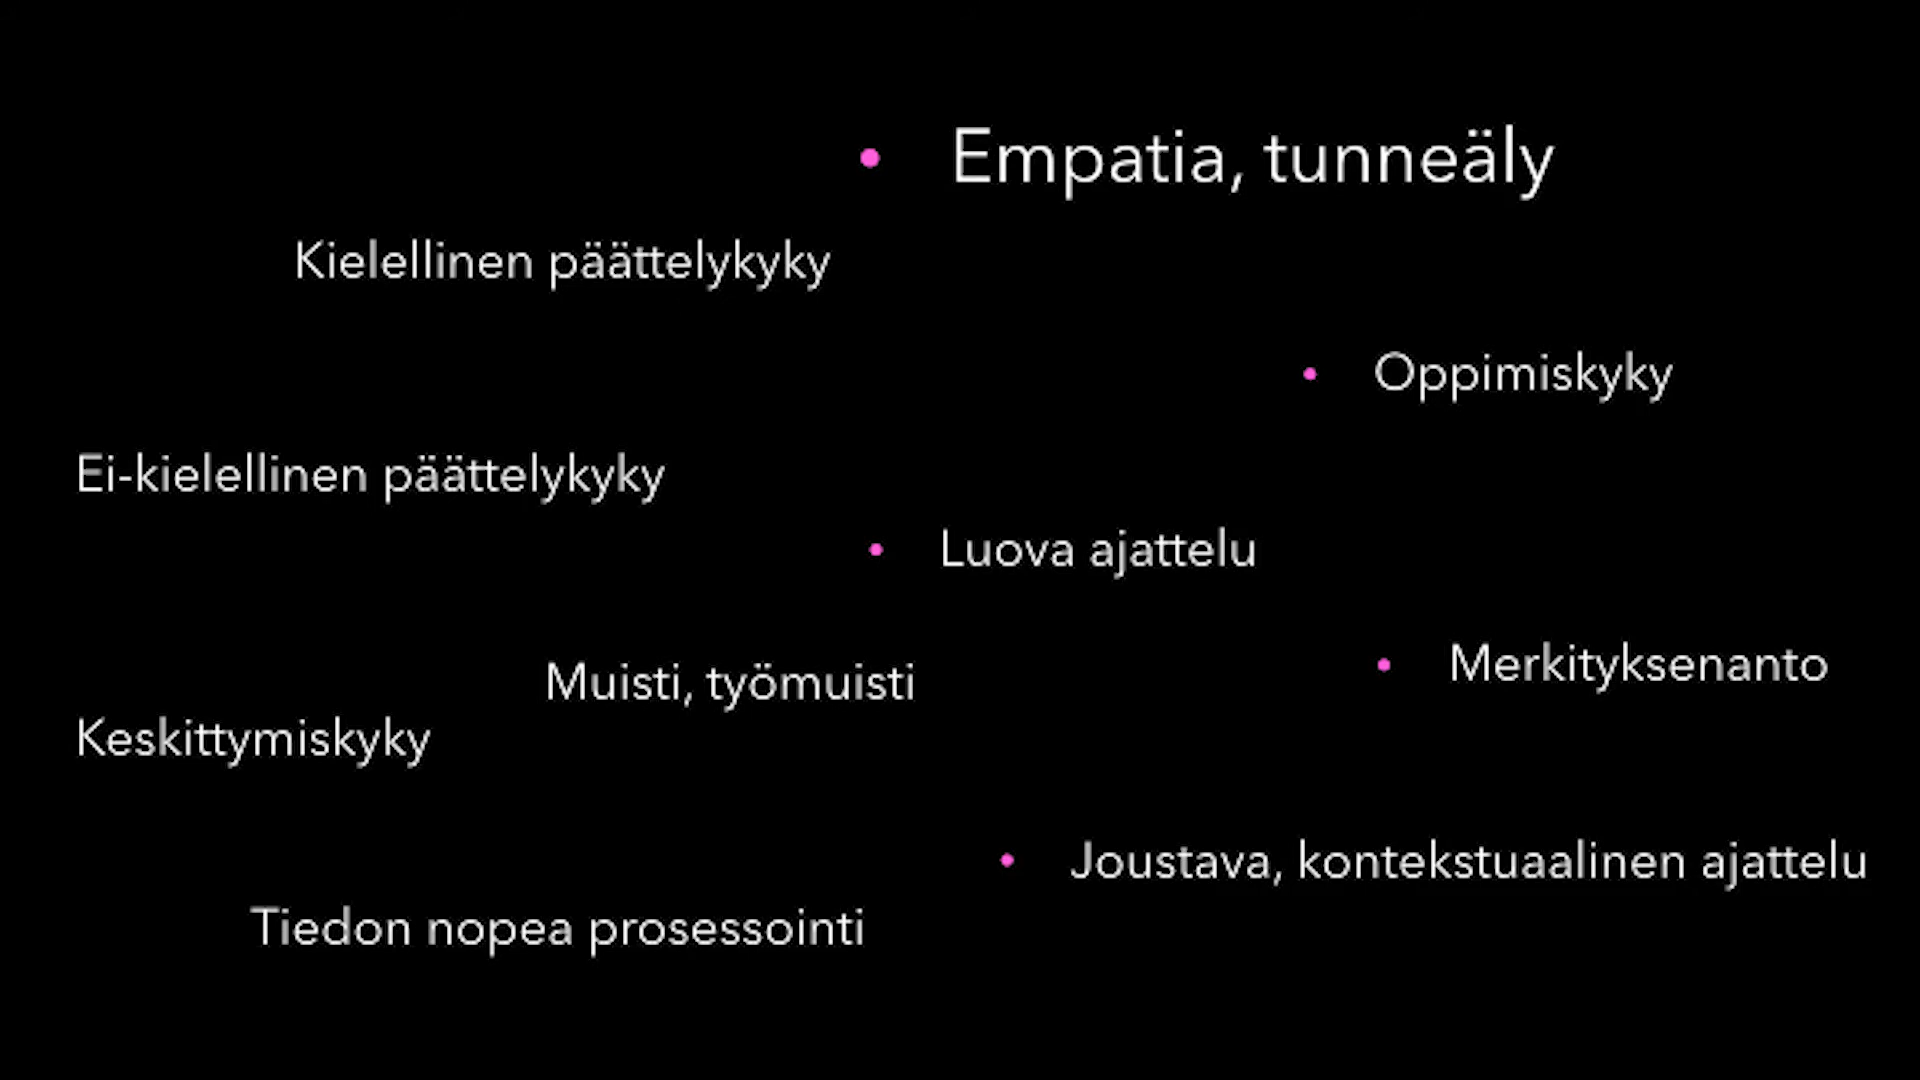 • Empatia, tunneäly
Kielellinen päättelykyky
• Oppimiskyky
Ei-kielellinen päättelykyky
• Luova ajattelu
• Merkityksenanto
Muisti, työmuisti
Keskittymiskyky
• Joustava, kontekstuaalinen ajattelu
Tiedon nopea prosessointi